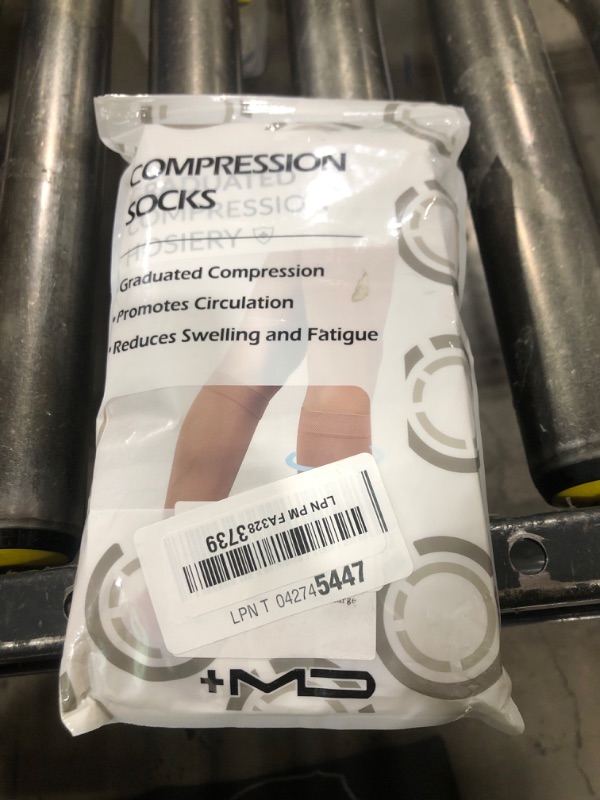 COMPRESSION
SOCKS
GRADUATED
COMPRESSION
HOSIERY
Graduated Compression
• Promotes Circulation
• Reduces Swelling and Fatigue
LPN PM FA3283739
LPN T 042745447
+MD